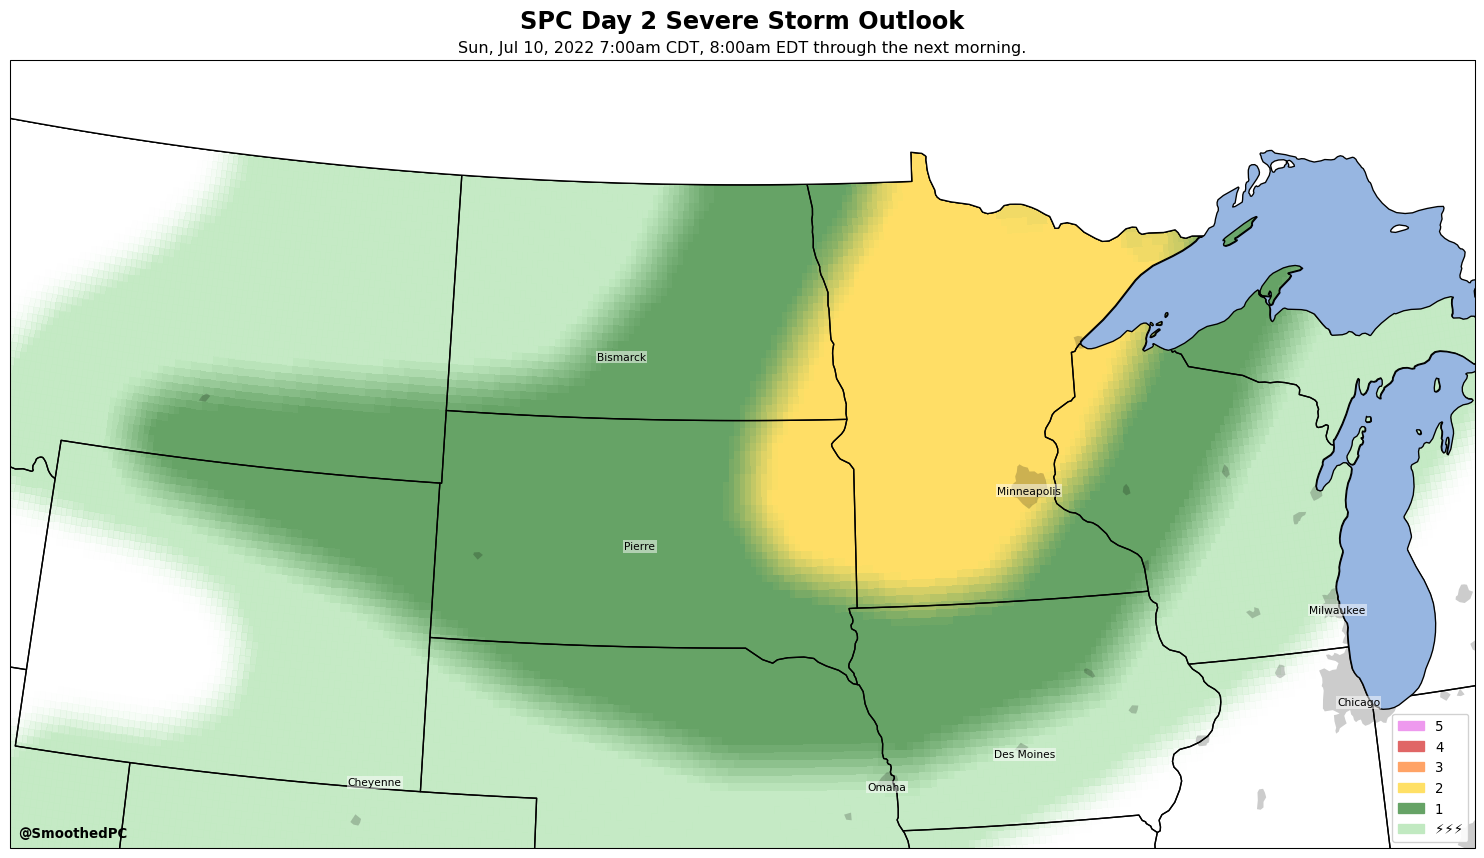 SPC Day 2 Severe Storm Outlook
Sun, Jul 10, 2022 7:00am CDT, 8:00am EDT through the next morning.
Bismarck
Minneapolis
Pierre
Milwaukee
Chicago
Des Moines
Cheyenne
Omaha
5
4
3
2
1
⚡⚡⚡
@SmoothedPC